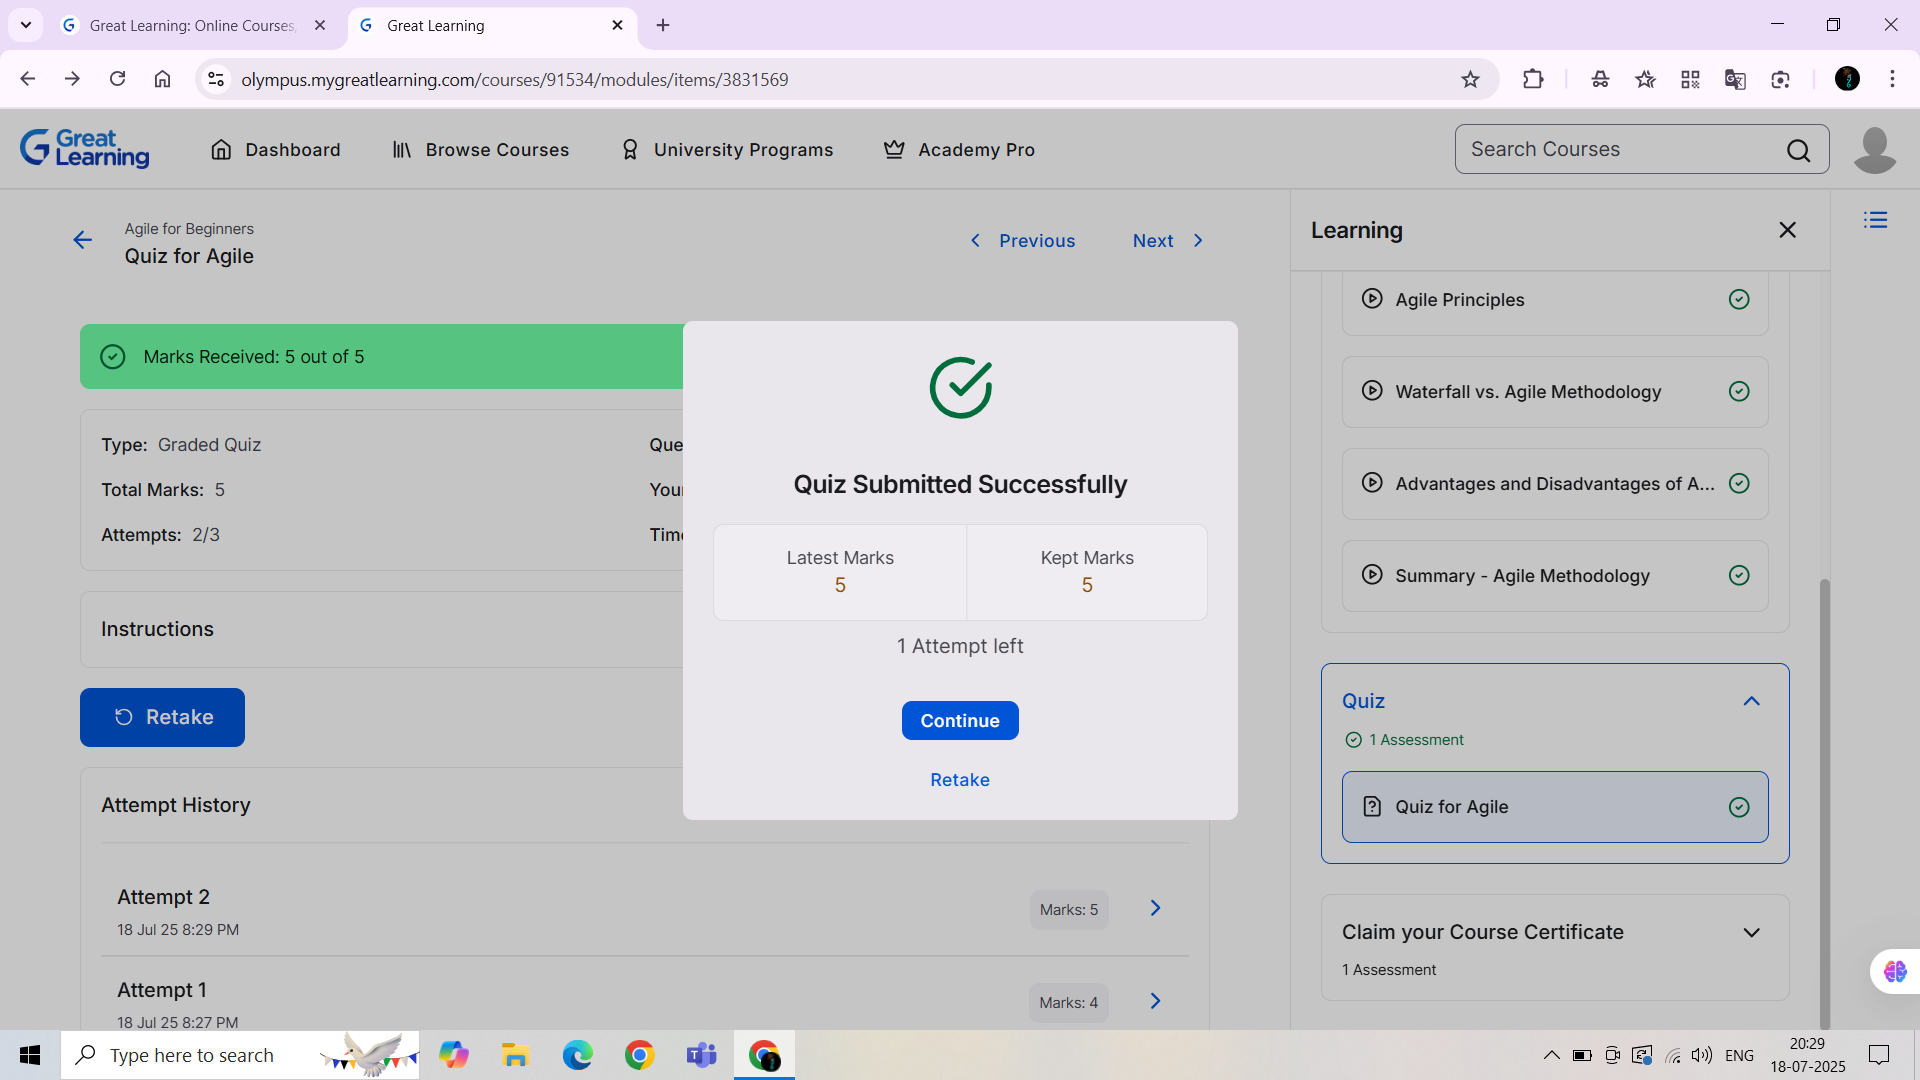 Great Learning: Online Courses,
Great Learning
olympus.mygreatlearning.com/courses/91534/modules/items/3831569
Great Learning
Dashboard
Browse Courses
University Programs
Academy Pro
Search Courses
Agile for Beginners
Quiz for Agile
Previous
Next
Marks Received: 5 out of 5
Type: Graded Quiz
Que
Total Marks: 5
You
Attempts: 2/3
Time
Instructions
Retake
Attempt History
Attempt 2
18 Jul 25 8:29 PM
Marks: 5
Attempt 1
18 Jul 25 8:27 PM
Marks: 4
Quiz Submitted Successfully
Latest Marks
5
Kept Marks
5
1 Attempt left
Continue
Retake
Learning
Agile Principles
Waterfall vs. Agile Methodology
Advantages and Disadvantages of A...
Summary - Agile Methodology
Quiz
1 Assessment
Quiz for Agile
Claim your Course Certificate
1 Assessment
Type here to search
ENG
20:29
18-07-2025